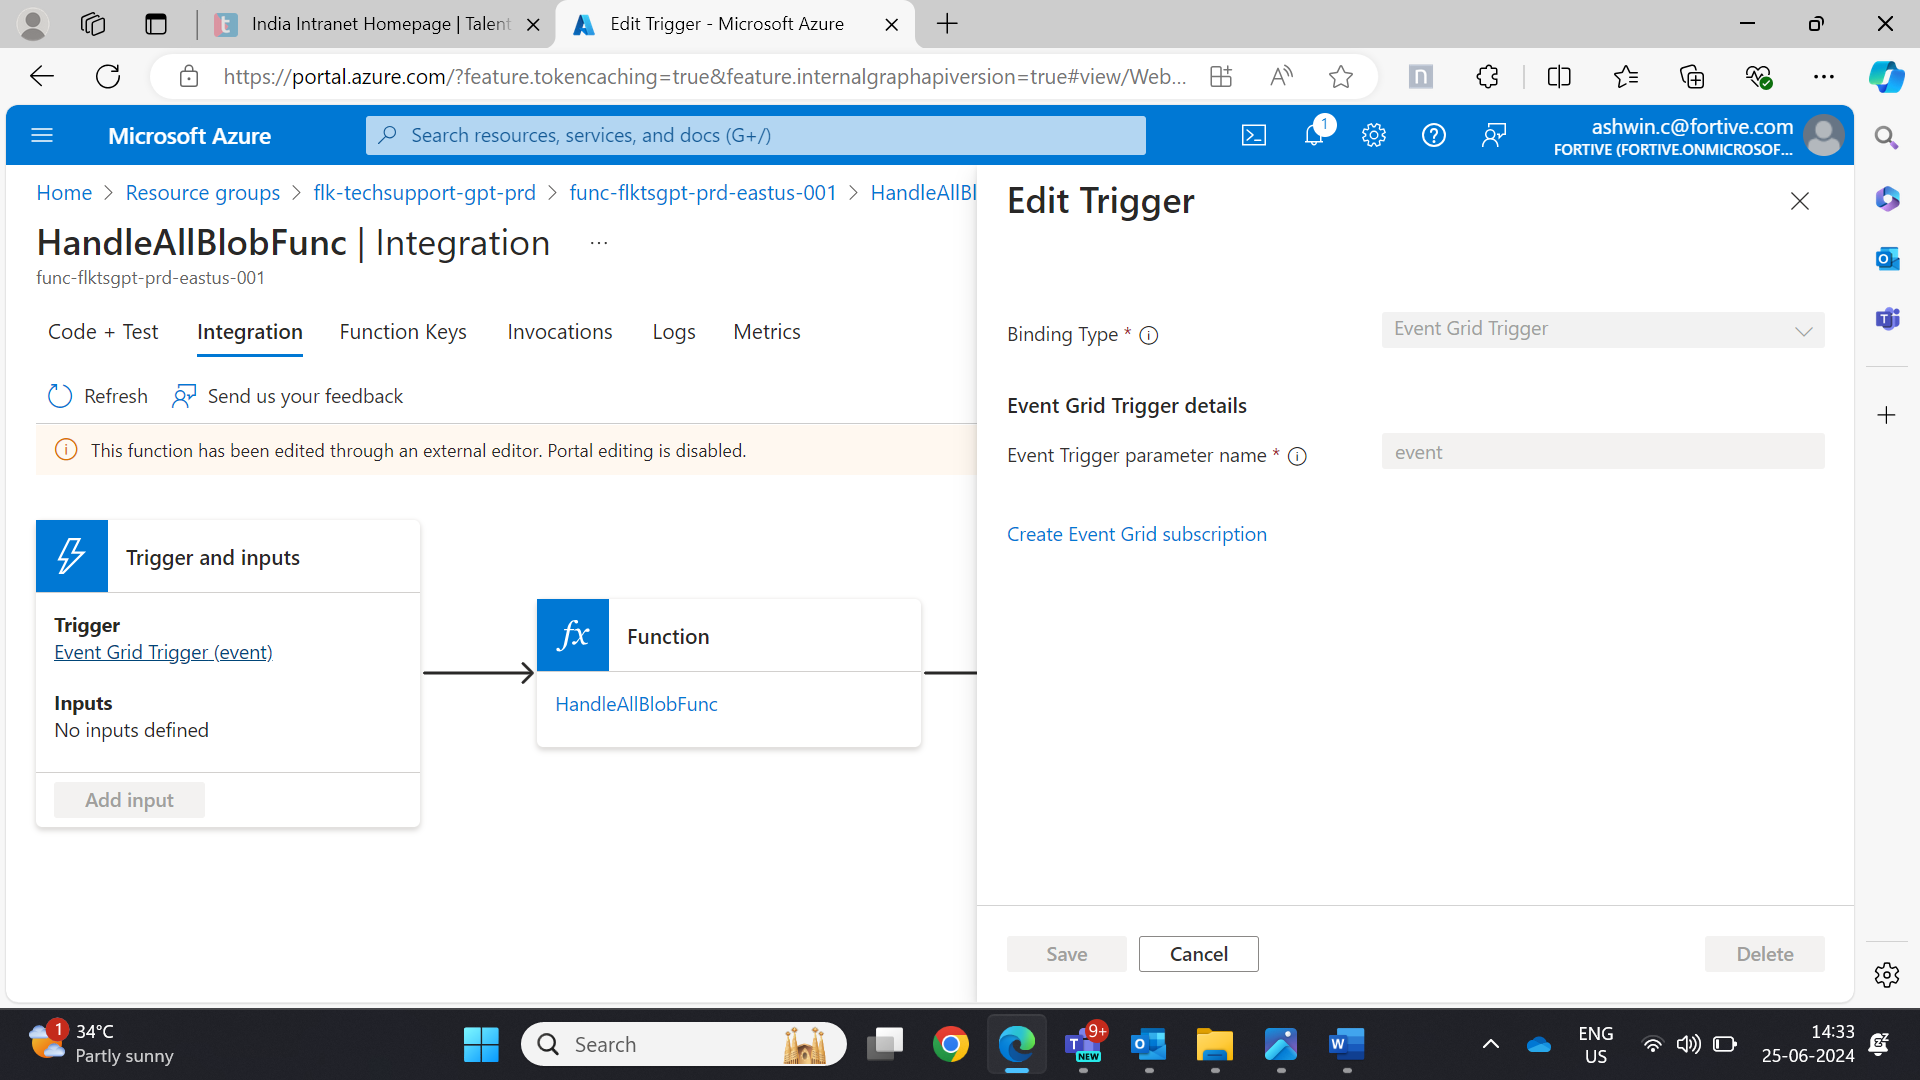 India Intranet Homepage | Talent
Edit Trigger - Microsoft Azure
https://portal.azure.com/?feature.tokencaching=true&feature.internalgraphapiversion=true#view/Web...
Microsoft Azure
Search resources, services, and docs (G+/)
1
ashwin.c@fortive.com
FORTIVE (FORTIVE.ONMICROSOF...
Home > Resource groups > flk-techsupport-gpt-prd > func-flktsgpt-prd-eastus-001 > HandleAllBl
HandleAllBlobFunc | Integration ...
func-flktsgpt-prd-eastus-001
Code + Test Integration Function Keys Invocations Logs Metrics
Refresh Send us your feedback
This function has been edited through an external editor. Portal editing is disabled.
Trigger and inputs
Trigger
Event Grid Trigger (event)
Inputs
No inputs defined
Add input
fx Function
HandleAllBlobFunc
Edit Trigger
Binding Type * Event Grid Trigger
Event Grid Trigger details
Event Trigger parameter name * event
Create Event Grid subscription
Save Cancel Delete
1
34°C
Partly sunny
Search
9+
NEW
ENG
US
14:33
25-06-2024